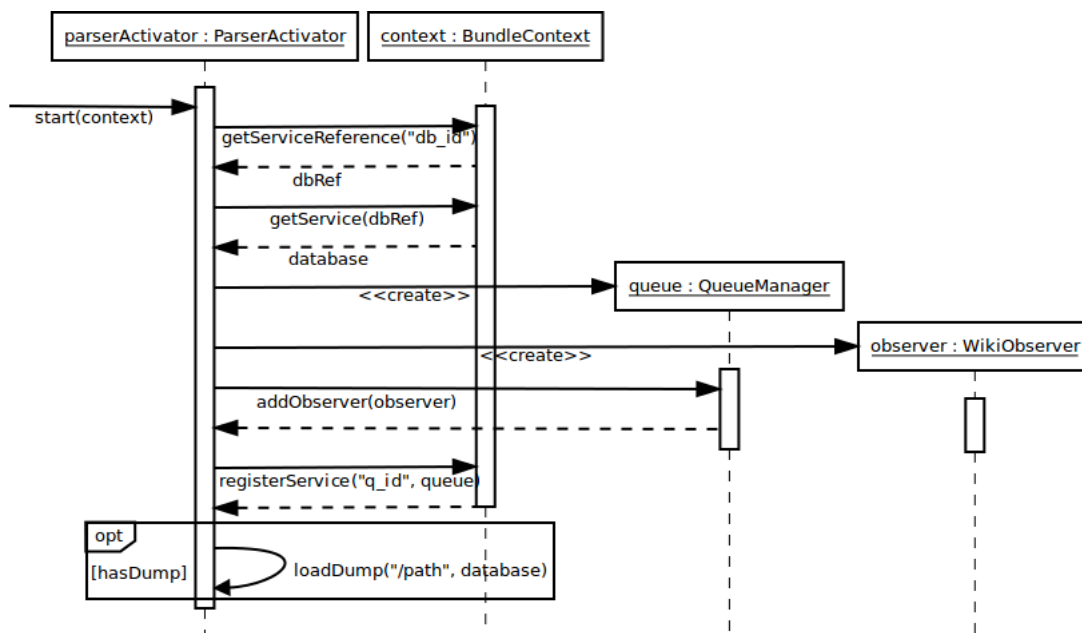 parserActivator : ParserActivator
context : BundleContext
start(context)
getServiceReference("db_id")
dbRef
getService(dbRef)
database
<<create>>
queue : QueueManager
<<create>>
observer : WikiObserver
addObserver(observer)
registerService("q_id", queue)
opt
[hasDump]
loadDump("/path", database)